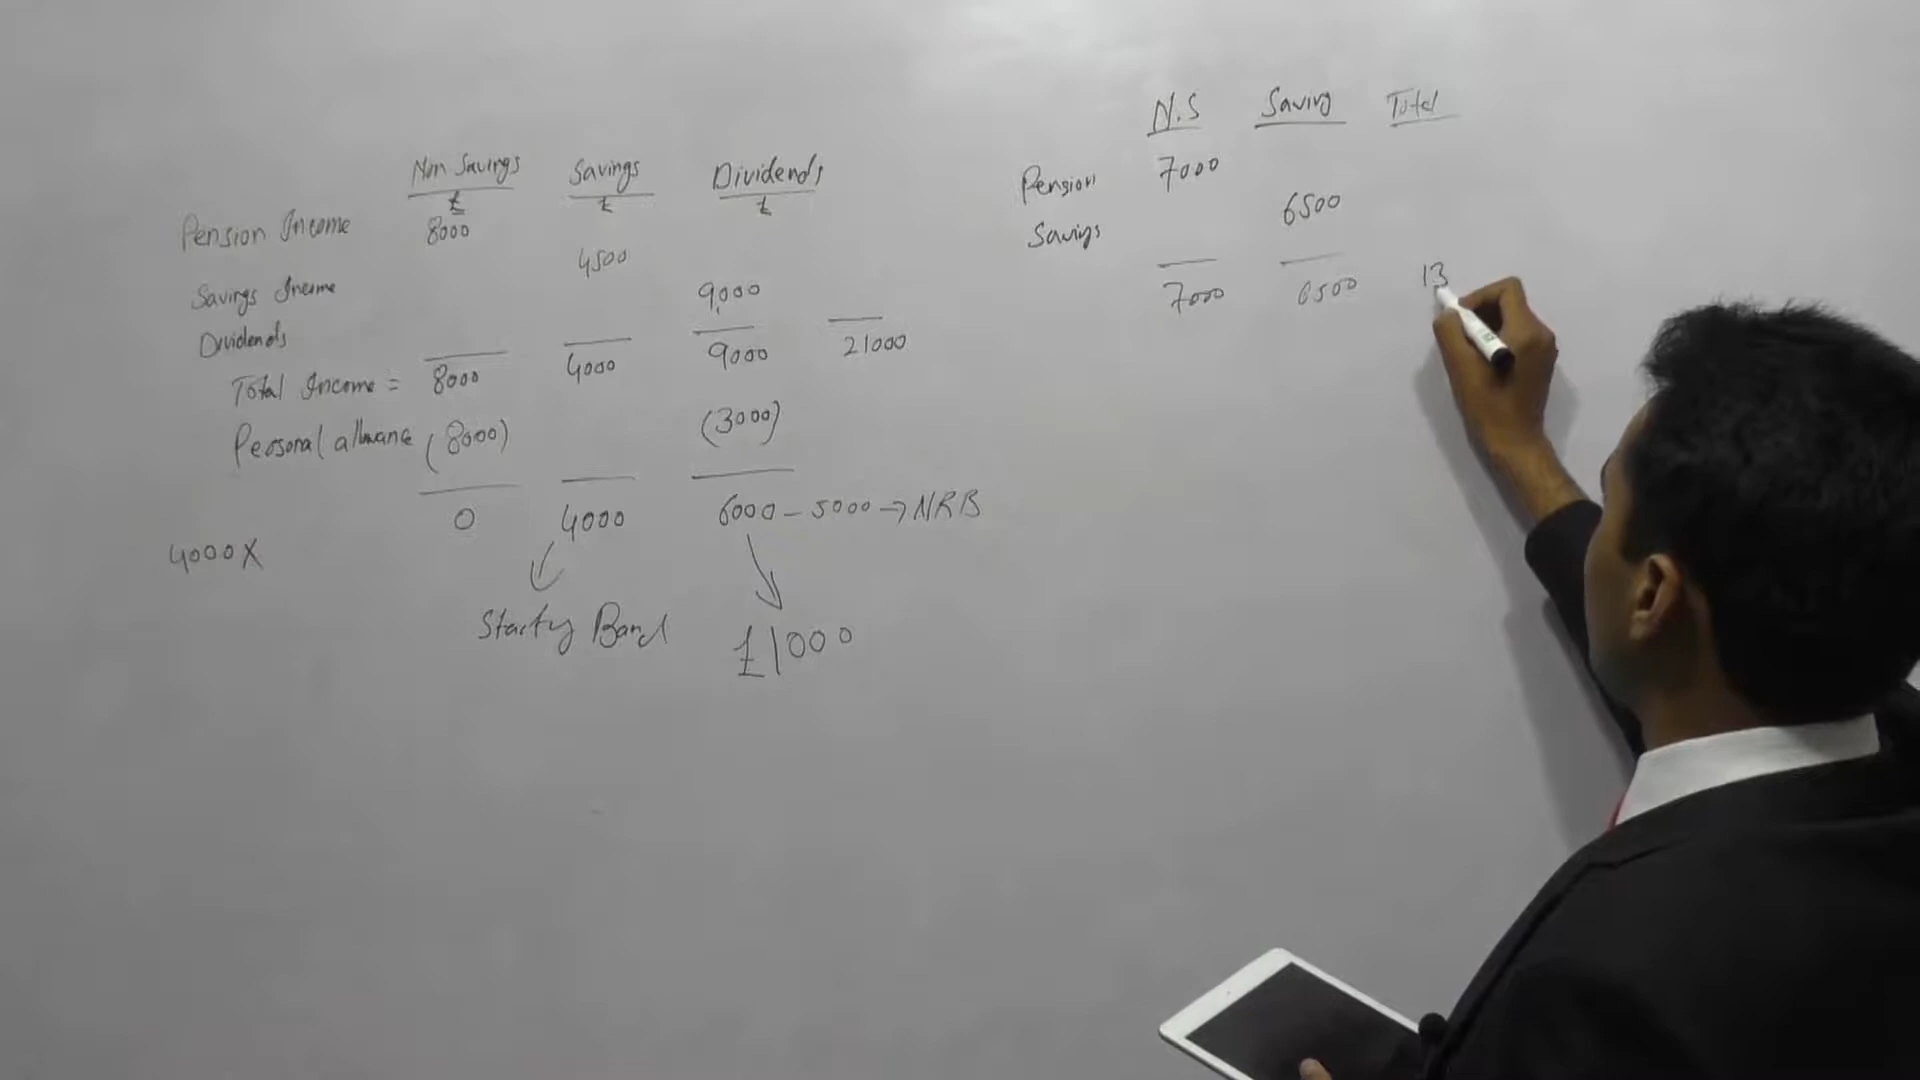 Non Savings Savings Dividends
£ £ £
Pension Income 8000
4500
Savings Income
9,000
Dividends
Total Income = 8000 4000 9000 21000
Personal allowance (8000) (3000)
0 4000 6000 - 5000 → NRB
4000 X
Starting Band £1000
N.S Saving Total
Pension 7000
6500
Savings
7000 6500 13